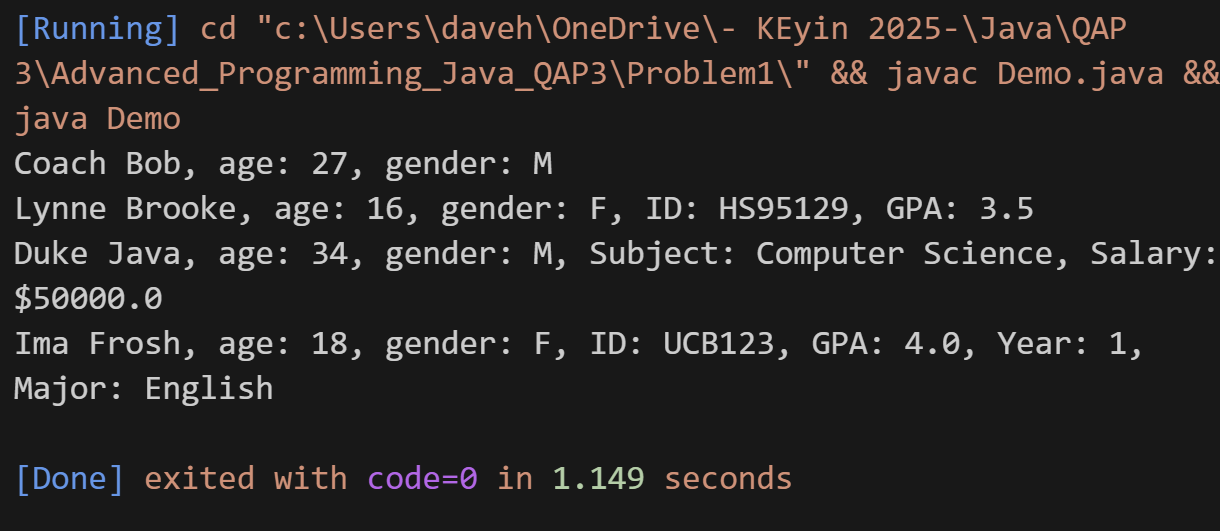 [Running] cd "c:\Users\daveh\OneDrive\- KEyin 2025-\Java\QAP
3\Advanced_Programming_Java_QAP3\Problem1\" && javac Demo.java &&
java Demo
Coach Bob, age: 27, gender: M
Lynne Brooke, age: 16, gender: F, ID: HS95129, GPA: 3.5
Duke Java, age: 34, gender: M, Subject: Computer Science, Salary:
$50000.0
Ima Frosh, age: 18, gender: F, ID: UCB123, GPA: 4.0, Year: 1,
Major: English
[Done] exited with code=0 in 1.149 seconds